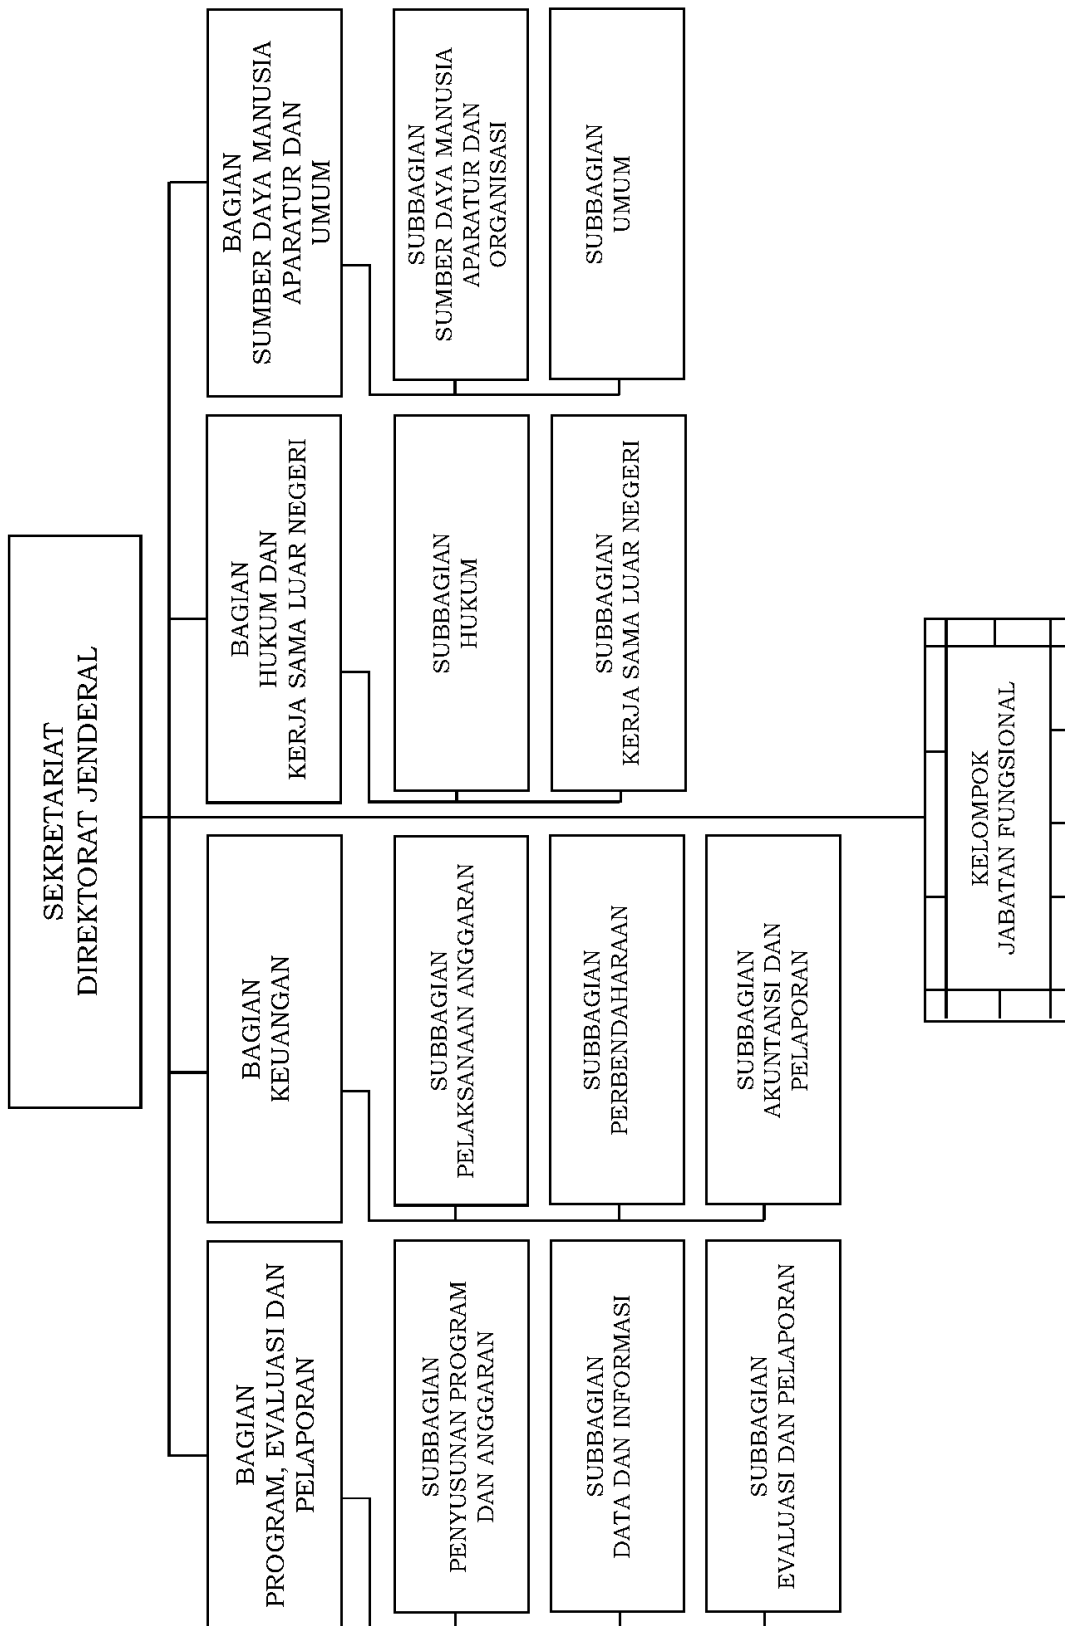 SEKRETARIAT
DIREKTORAT JENDERAL
BAGIAN
PROGRAM, EVALUASI DAN
PELAPORAN
BAGIAN
KEUANGAN
BAGIAN
HUKUM DAN
KERJA SAMA LUAR NEGERI
BAGIAN
SUMBER DAYA MANUSIA
APARATUR DAN
UMUM
SUBBAGIAN
PENYUSUNAN PROGRAM
DAN ANGGARAN
SUBBAGIAN
PELAKSANAAN ANGGARAN
SUBBAGIAN
HUKUM
SUBBAGIAN
SUMBER DAYA MANUSIA
APARATUR DAN
ORGANISASI
SUBBAGIAN
DATA DAN INFORMASI
SUBBAGIAN
PERBENDAHARAAN
SUBBAGIAN
KERJA SAMA LUAR NEGERI
SUBBAGIAN
UMUM
SUBBAGIAN
EVALUASI DAN PELAPORAN
SUBBAGIAN
AKUNTANSI DAN
PELAPORAN
KELOMPOK
JABATAN FUNGSIONAL